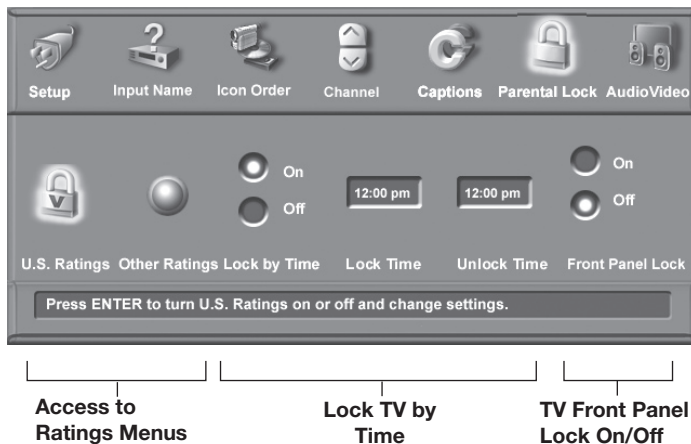 Setup Input Name Icon Order Channel Captions Parental Lock AudioVideo
On On
Off Off
12:00 pm 12:00 pm
V
U.S. Ratings Other Ratings Lock by Time Lock Time Unlock Time Front Panel Lock
Press ENTER to turn U.S. Ratings on or off and change settings.
Access to
Ratings Menus
Lock TV by
Time
TV Front Panel
Lock On/Off